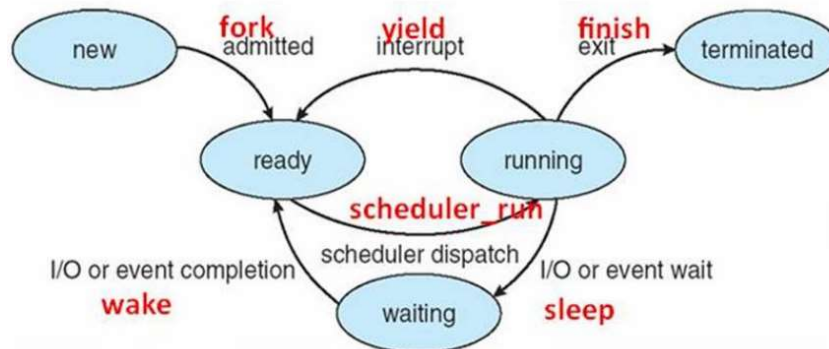 fork
yield
finish
new
admitted
interrupt
exit
terminated
ready
running
scheduler_run
scheduler dispatch
I/O or event completion
I/O or event wait
wake
waiting
sleep